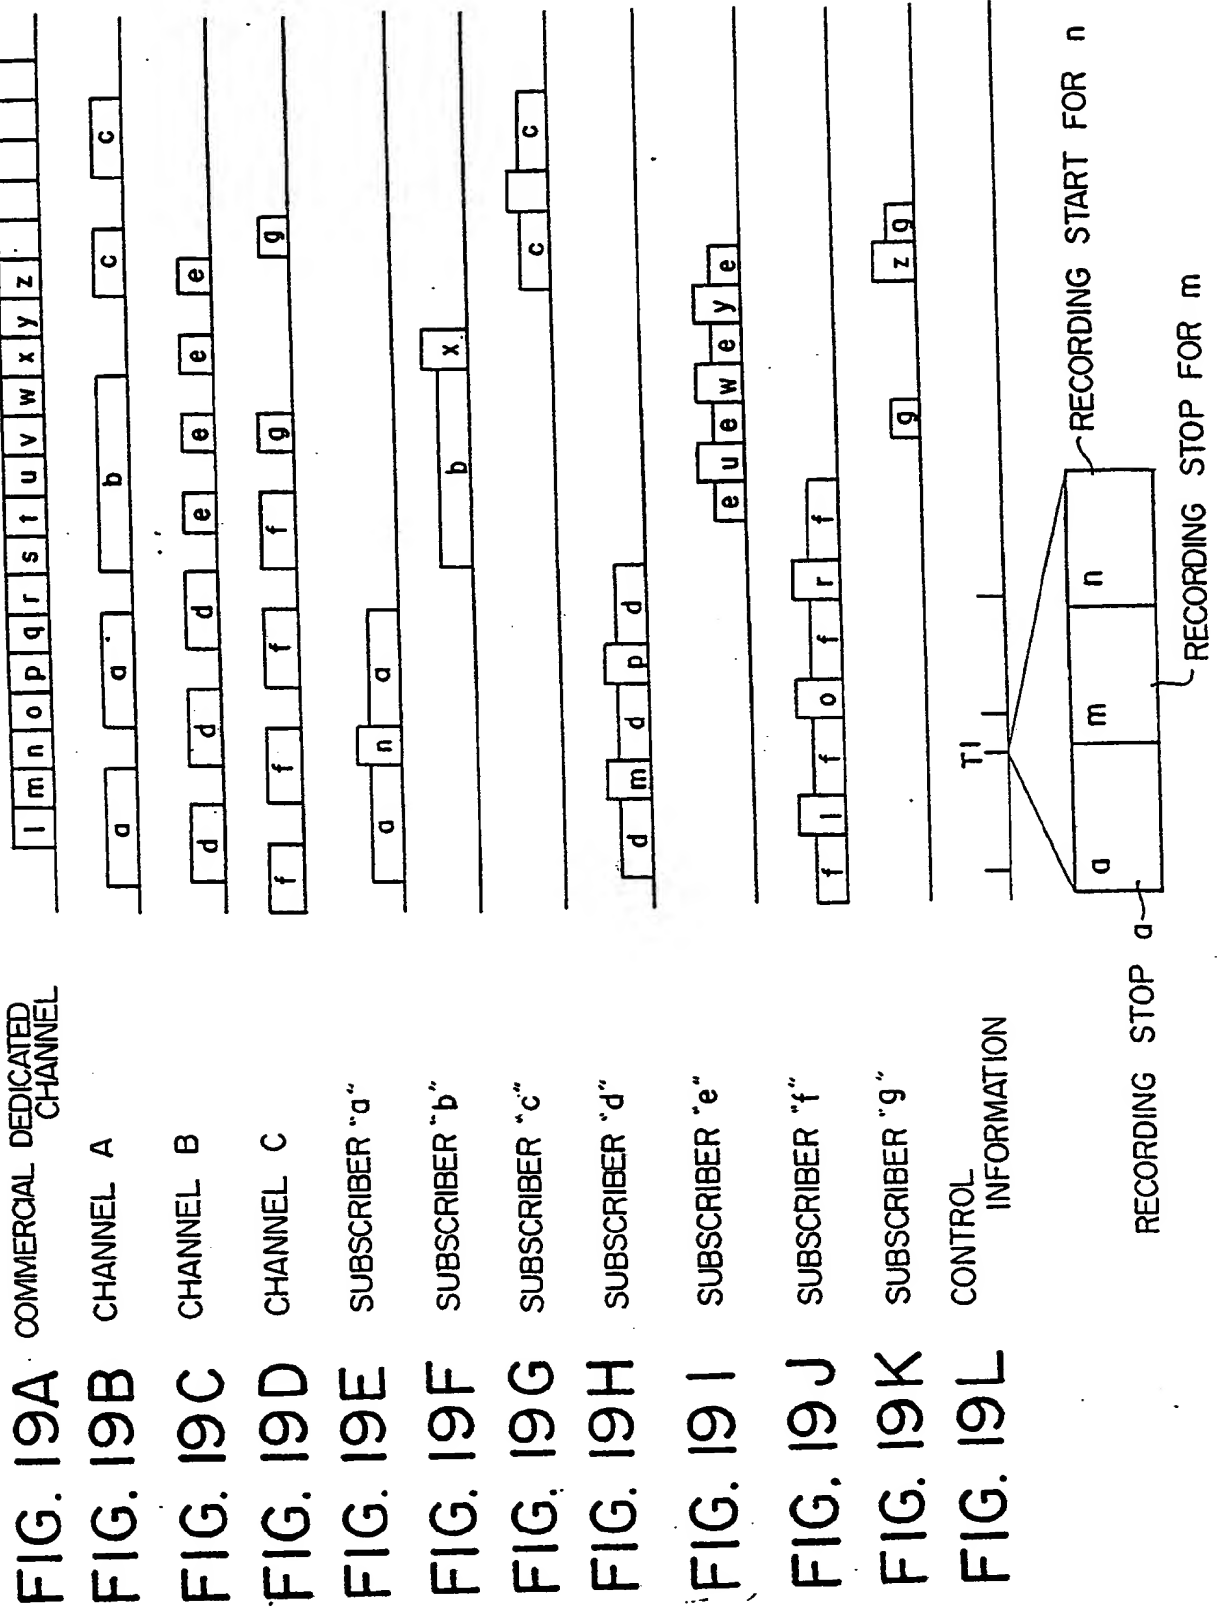 FIG. 19A COMMERCIAL DEDICATED CHANNEL
l m n o p q r s t u v w x y z
FIG. 19B CHANNEL A
a a b c c
FIG. 19C CHANNEL B
d d d e e e e
FIG. 19D CHANNEL C
f f f f g g
FIG. 19E SUBSCRIBER "a"
a n a
FIG. 19F SUBSCRIBER "b"
b x
FIG. 19G SUBSCRIBER "c"
c c
FIG. 19H SUBSCRIBER "d"
d m d p d
FIG. 19I SUBSCRIBER "e"
e u e w e y e
FIG. 19J SUBSCRIBER "f"
f l f o f r f
FIG. 19K SUBSCRIBER "g"
g z g
FIG. 19L CONTROL INFORMATION
T1
a m n
RECORDING STOP a
RECORDING STOP FOR m
RECORDING START FOR n